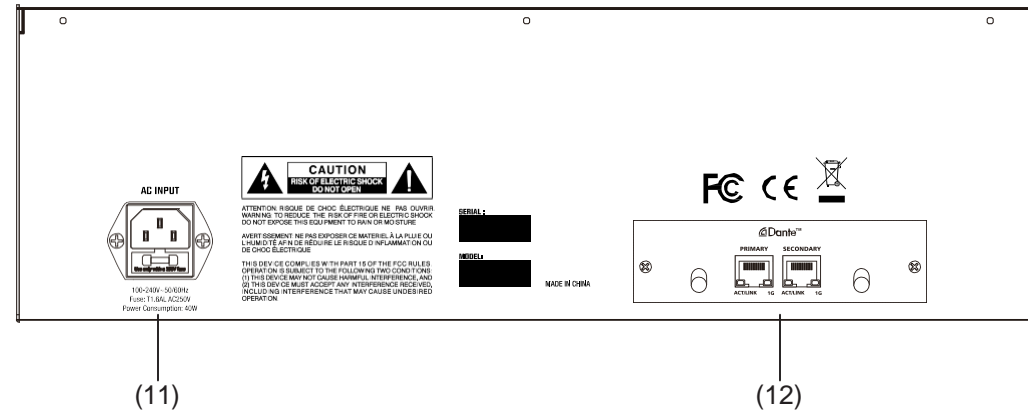 AC INPUT
Use only with a 250V fuse
100-240V~50/60Hz
Fuse: T1.6AL AC250V
Power Consumption: 40W
CAUTION
RISK OF ELECTRIC SHOCK
DO NOT OPEN
ATTENTION: RISQUE DE CHOC ÉLECTRIQUE NE PAS OUVRIR.
WARNING: TO REDUCE THE RISK OF FIRE OR ELECTRIC SHOCK
DO NOT EXPOSE THIS EQUIPMENT TO RAIN OR MOISTURE
AVERTISSEMENT: NE PAS EXPOSER CE MATERIEL À LA PLUIE OU
L'HUMIDITÉ AFIN DE RÉDUIRE LE RISQUE D'INFLAMMATION OU
DE CHOC ÉLECTRIQUE
THIS DEVICE COMPLIES WITH PART 15 OF THE FCC RULES.
OPERATION IS SUBJECT TO THE FOLLOWING TWO CONDITIONS:
(1) THIS DEVICE MAY NOT CAUSE HARMFUL INTERFERENCE, AND
(2) THIS DEVICE MUST ACCEPT ANY INTERFERENCE RECEIVED,
INCLUDING INTERFERENCE THAT MAY CAUSE UNDESIRED
OPERATION
SERIAL:
MODEL:
MADE IN CHINA
FC CE
Dante™
PRIMARY SECONDARY
ACT/LINK 1G ACT/LINK 1G
(11) (12)